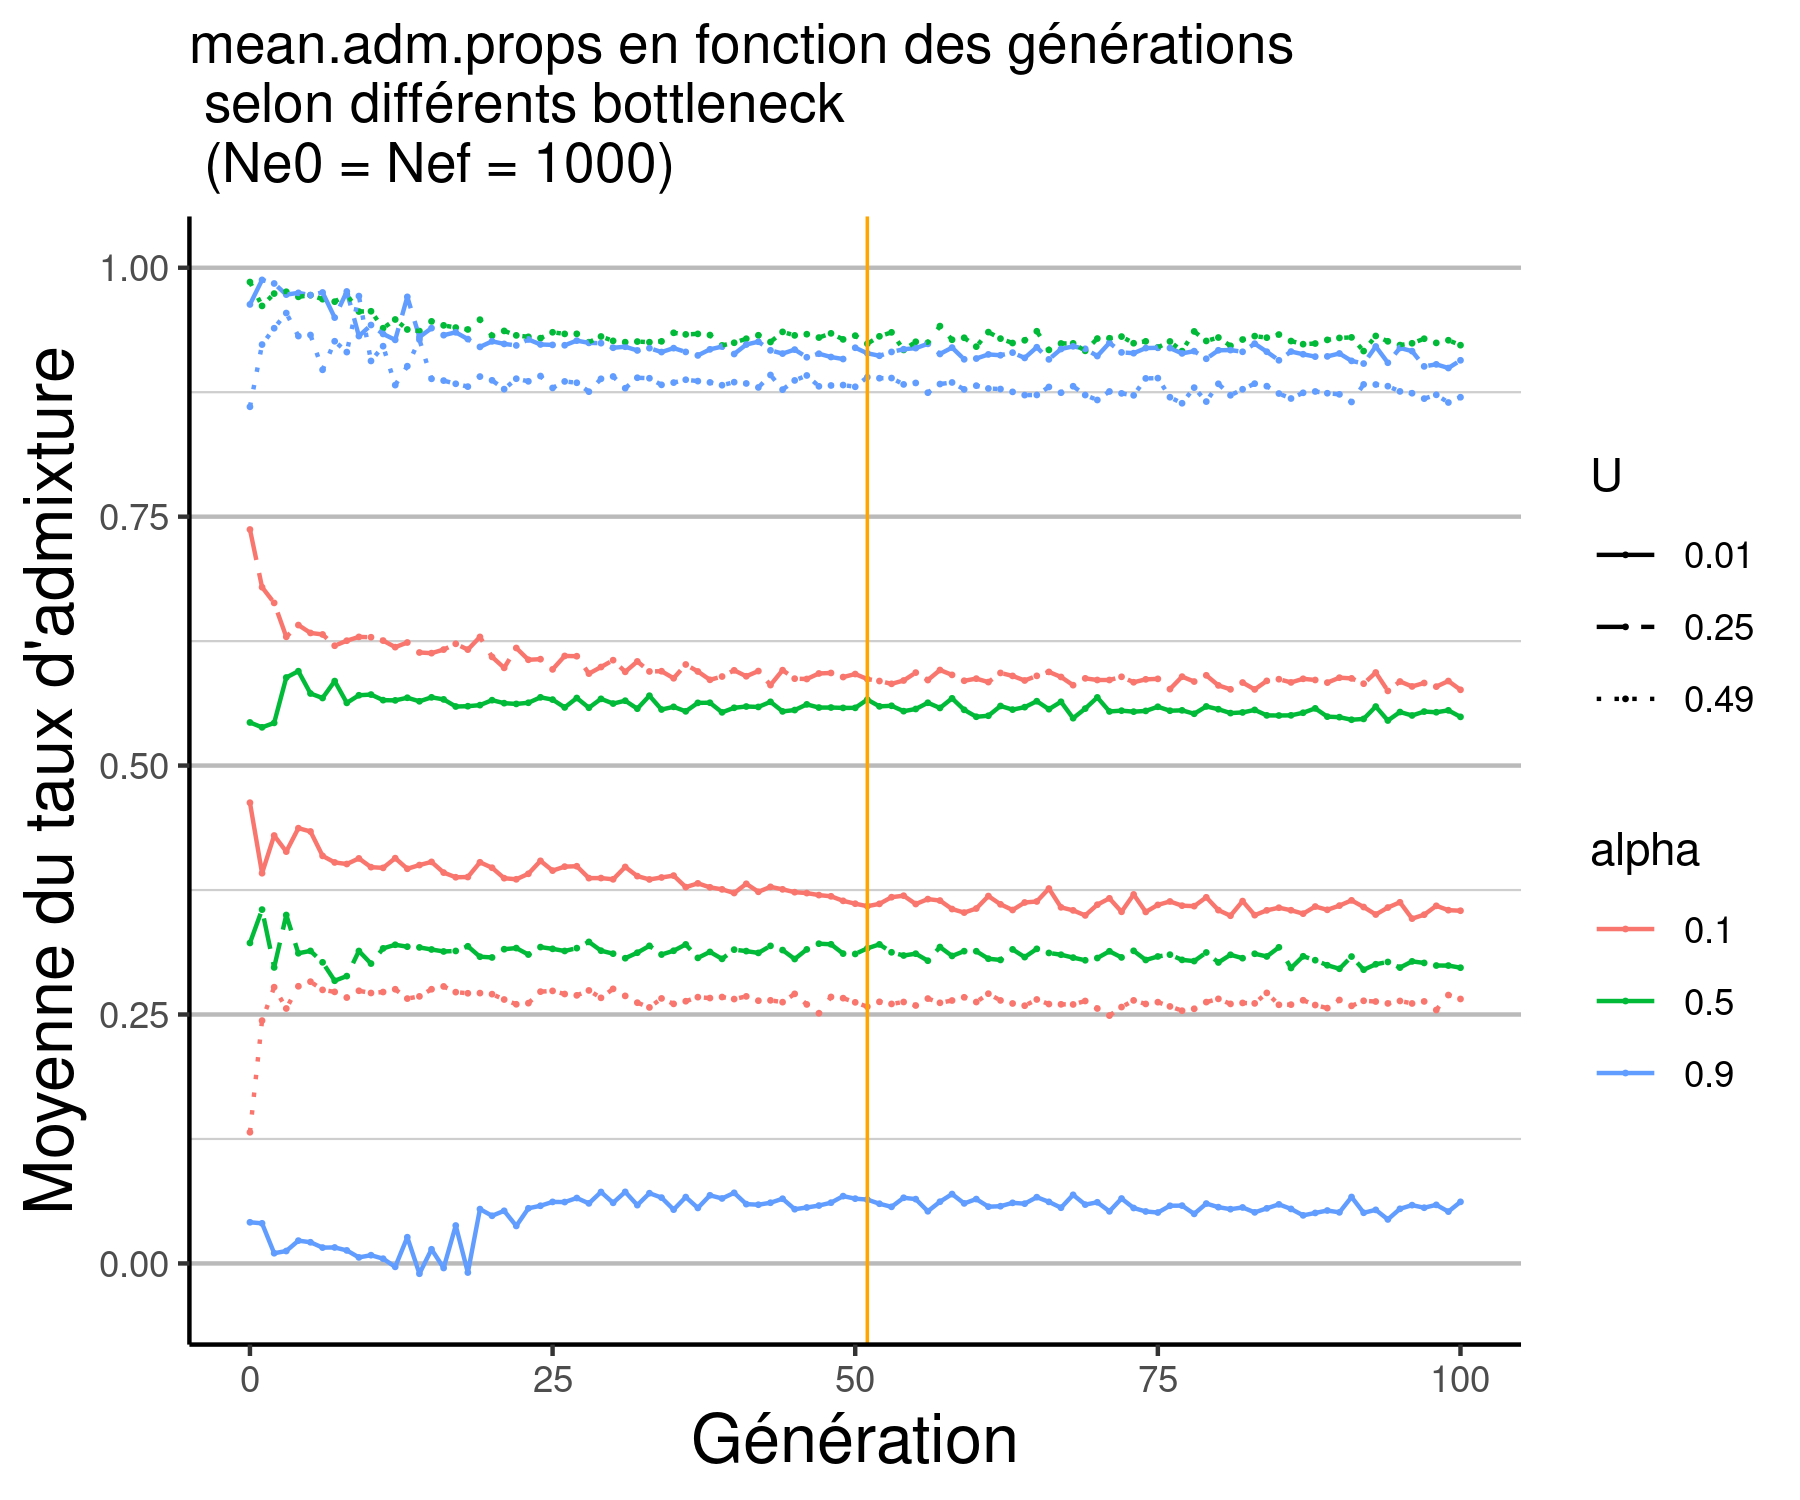 mean.adm.props en fonction des générations
selon différents bottleneck
(Ne0 = Nef = 1000)
Moyenne du taux d'admixture
1.00
0.75
0.50
0.25
0.00
0
25
50
75
100
Génération
U
0.01
0.25
0.49
alpha
0.1
0.5
0.9